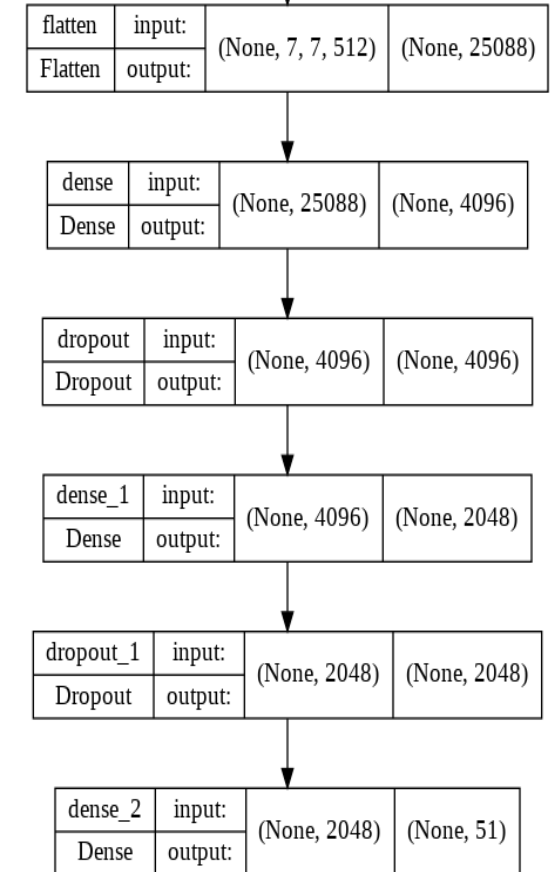 flatten input: (None, 7, 7, 512) (None, 25088)
Flatten output:
dense input: (None, 25088) (None, 4096)
Dense output:
dropout input: (None, 4096) (None, 4096)
Dropout output:
dense_1 input: (None, 4096) (None, 2048)
Dense output:
dropout_1 input: (None, 2048) (None, 2048)
Dropout output:
dense_2 input: (None, 2048) (None, 51)
Dense output: